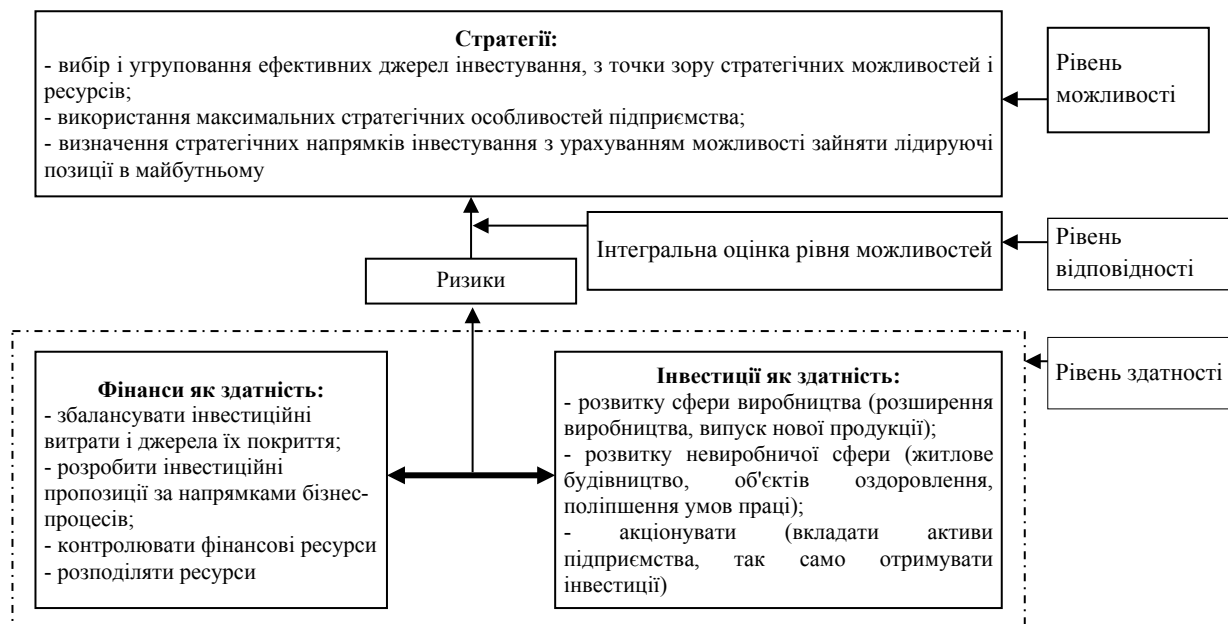 Стратегії:
- вибір і угруповання ефективних джерел інвестування, з точки зору стратегічних можливостей і
ресурсів;
- використання максимальних стратегічних особливостей підприємства;
- визначення стратегічних напрямків інвестування з урахуванням можливості зайняти лідируючі
позиції в майбутньому
Рівень
можливості
Інтегральна оцінка рівня можливостей
Рівень
відповідності
Ризики
Фінанси як здатність:
- збалансувати інвестиційні
витрати і джерела їх покриття;
- розробити інвестиційні
пропозиції за напрямками бізнес-
процесів;
- контролювати фінансові ресурси
- розподіляти ресурси
Інвестиції як здатність:
- розвитку сфери виробництва (розширення
виробництва, випуск нової продукції);
- розвитку невиробничої сфери (житлове
будівництво, об'єктів оздоровлення,
поліпшення умов праці);
- акціонувати (вкладати активи
підприємства, так само отримувати
інвестиції)
Рівень здатності